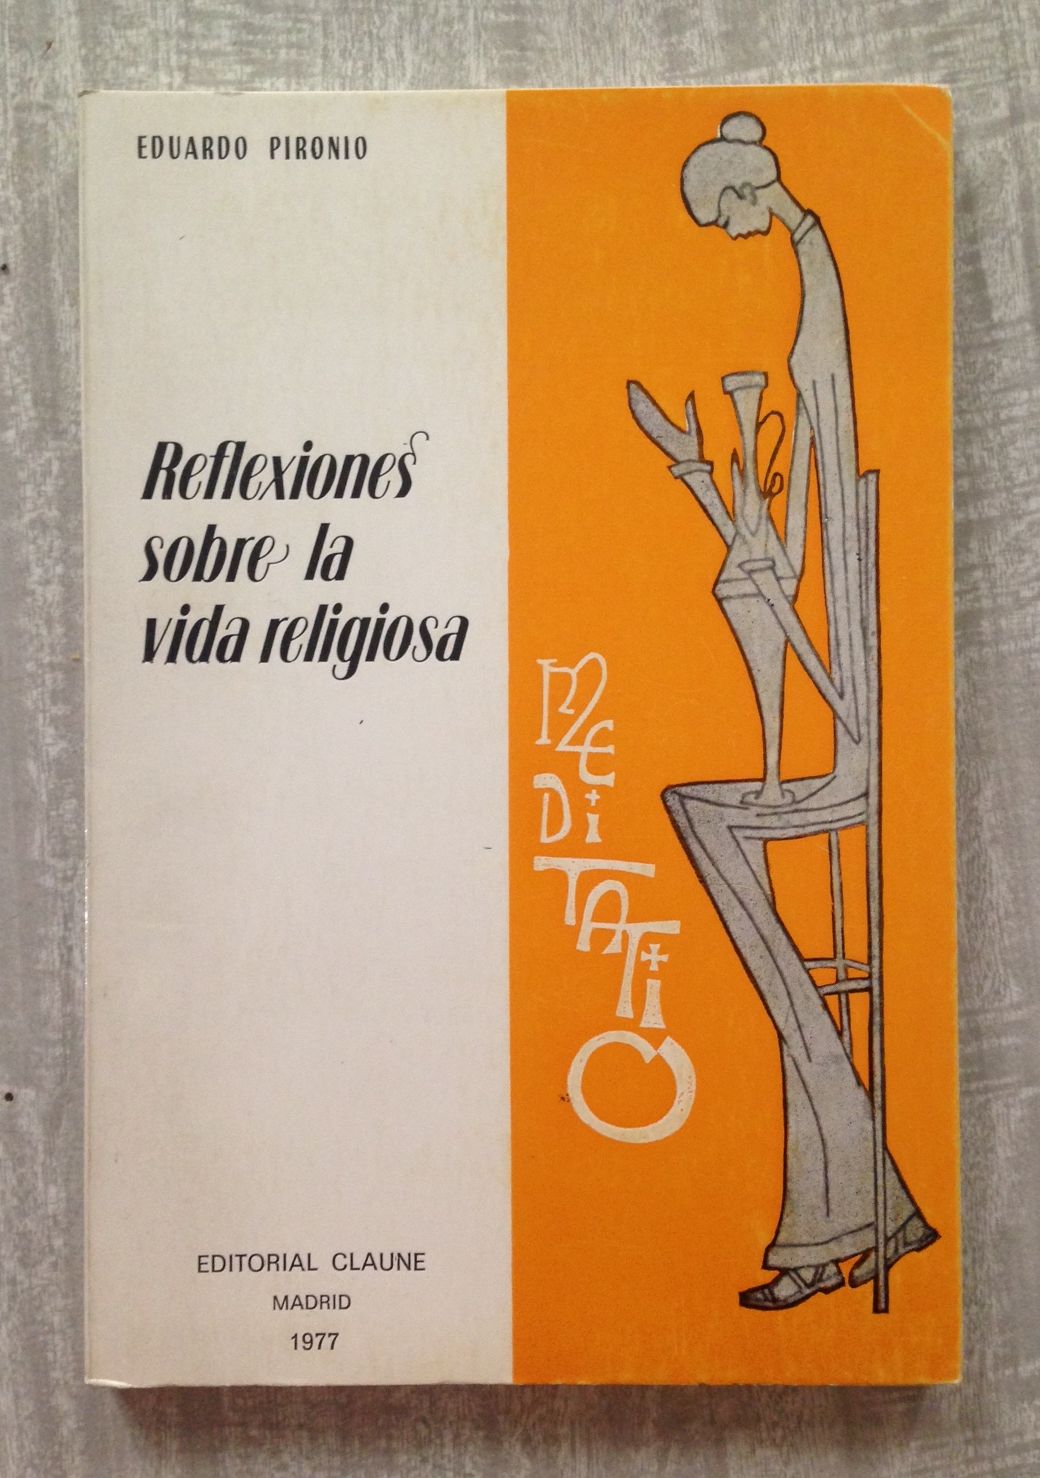 EDUARDO PIRONIO
Reflexiones
sobre la
vida religiosa
MEDiTATiO
EDITORIAL CLAUNE
MADRID
1977